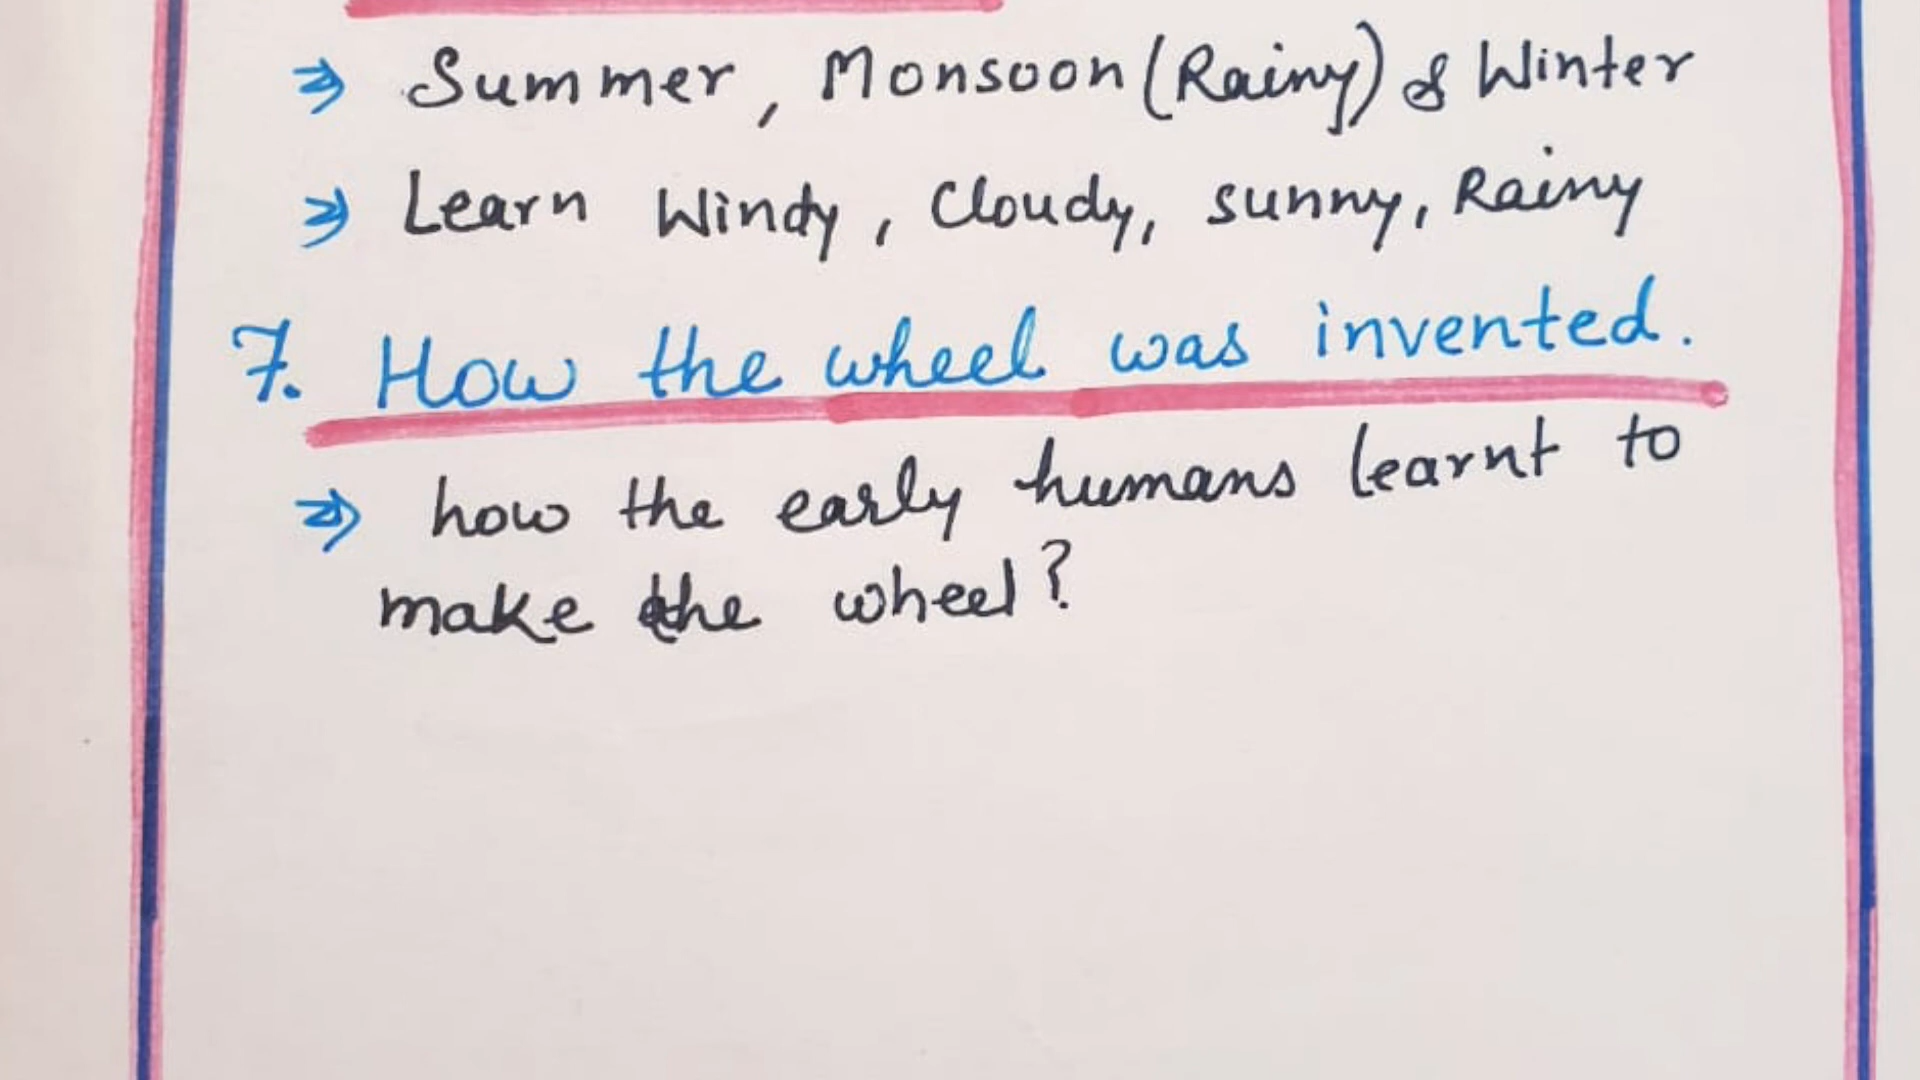 ⇒ Summer, Monsoon (Rainy) & Winter
⇒ Learn Windy, Cloudy, sunny, Rainy
7. How the wheel was invented.
⇒ how the early humans learnt to
make the wheel?